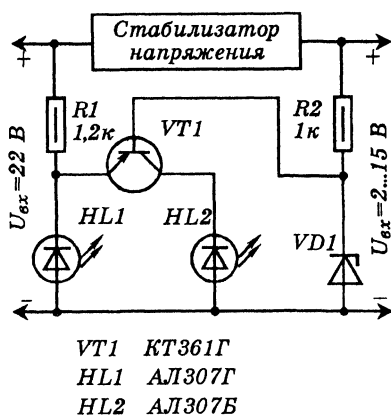 Стабилизатор
напряжения
+
+
R1
1,2к
VT1
R2
1к
Uвх=22 В
Uвх=2...15 В
HL1
HL2
VD1
−
−
VT1 КТ361Г
HL1 АЛ307Г
HL2 АЛ307Б